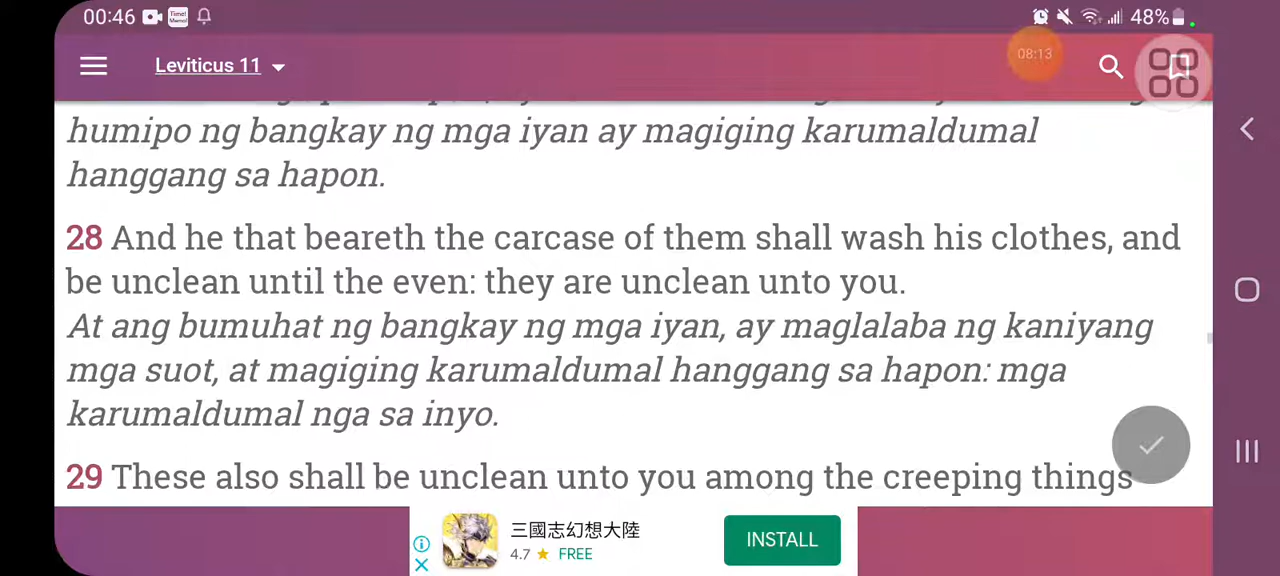 00:46
Time! Memo!
48%
Leviticus 11
08:13
humipo ng bangkay ng mga iyan ay magiging karumaldumal
hanggang sa hapon.
28 And he that beareth the carcase of them shall wash his clothes, and
be unclean until the even: they are unclean unto you.
At ang bumuhat ng bangkay ng mga iyan, ay maglalaba ng kaniyang
mga suot, at magiging karumaldumal hanggang sa hapon: mga
karumaldumal nga sa inyo.
29 These also shall be unclean unto you among the creeping things
三國志幻想大陸
4.7 ★ FREE
INSTALL